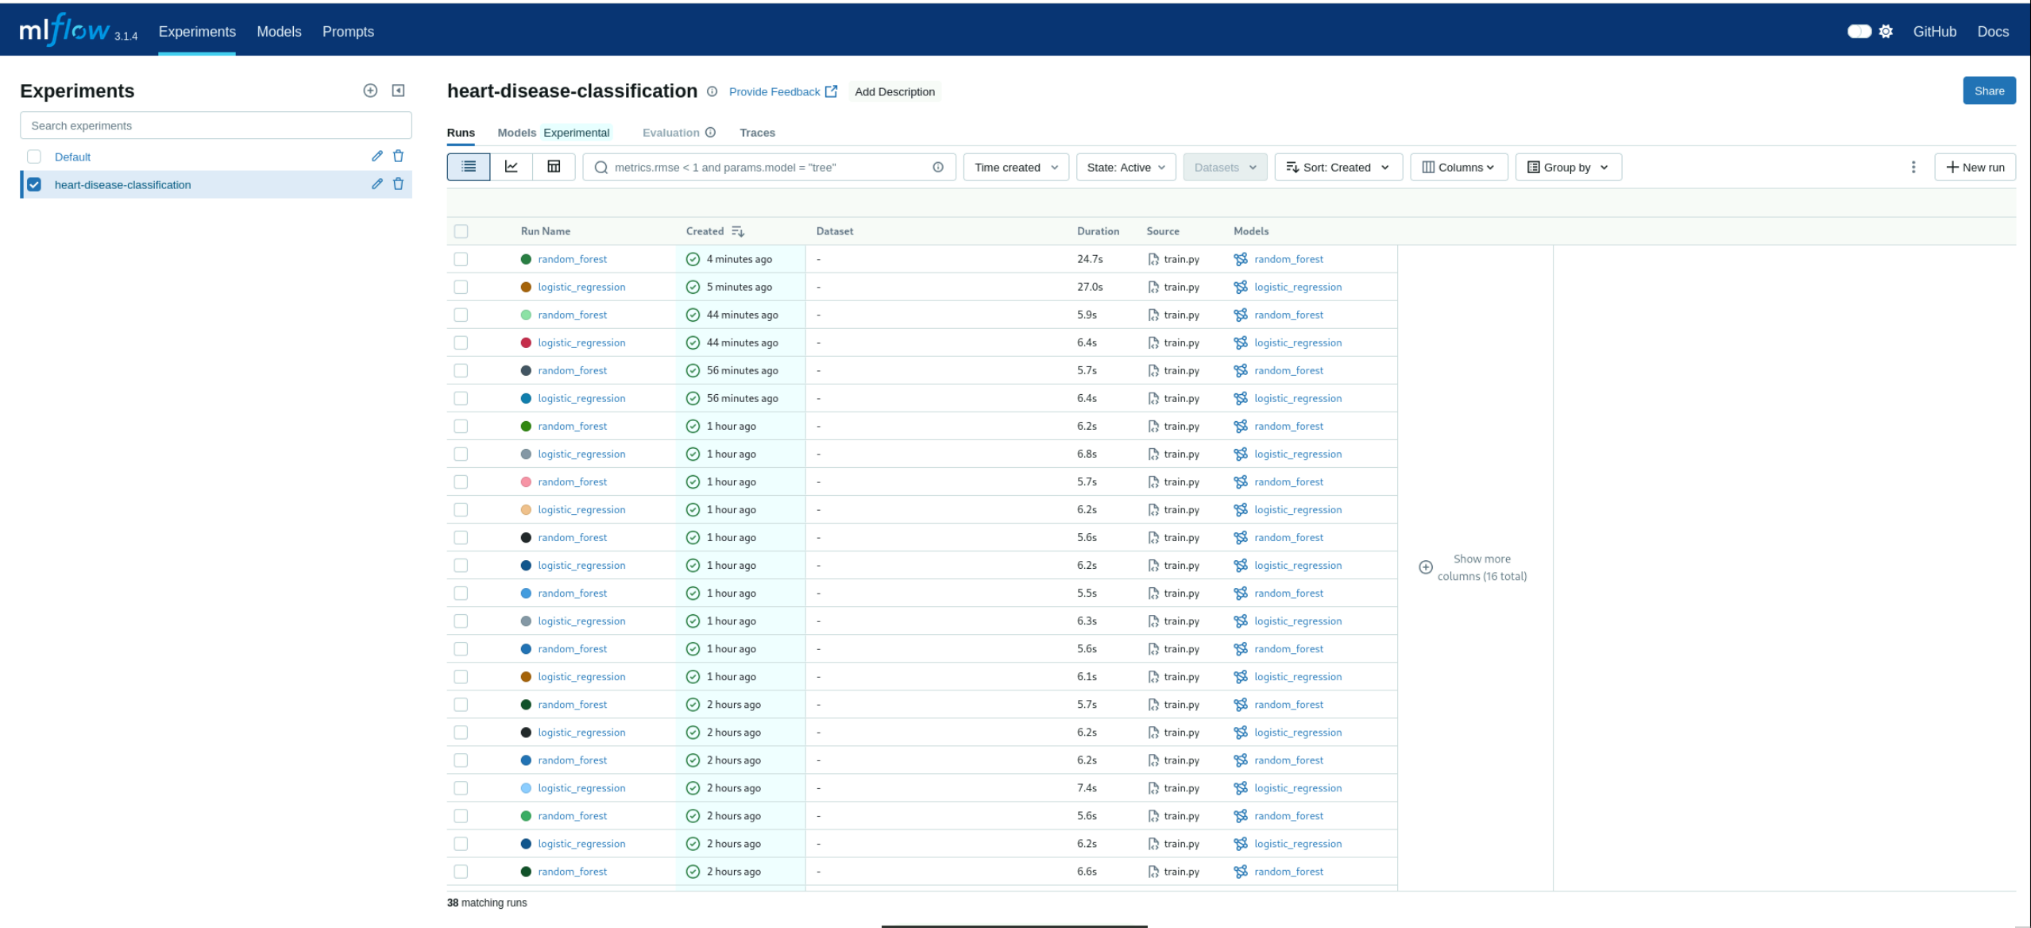 mlflow 3.1.4 Experiments Models Prompts GitHub Docs
Experiments
Search experiments
Default
heart-disease-classification
heart-disease-classification Provide Feedback Add Description Share
Runs Models Experimental Evaluation Traces
metrics.rmse < 1 and params.model = "tree" Time created State: Active Datasets Sort: Created Columns Group by New run
Run Name Created Dataset Duration Source Models
random_forest 4 minutes ago - 24.7s train.py random_forest
logistic_regression 5 minutes ago - 27.0s train.py logistic_regression
random_forest 44 minutes ago - 5.9s train.py random_forest
logistic_regression 44 minutes ago - 6.4s train.py logistic_regression
random_forest 56 minutes ago - 5.7s train.py random_forest
logistic_regression 56 minutes ago - 6.4s train.py logistic_regression
random_forest 1 hour ago - 6.2s train.py random_forest
logistic_regression 1 hour ago - 6.8s train.py logistic_regression
random_forest 1 hour ago - 5.7s train.py random_forest
logistic_regression 1 hour ago - 6.2s train.py logistic_regression
random_forest 1 hour ago - 5.6s train.py random_forest
logistic_regression 1 hour ago - 6.2s train.py logistic_regression
random_forest 1 hour ago - 5.5s train.py random_forest
logistic_regression 1 hour ago - 6.3s train.py logistic_regression
random_forest 1 hour ago - 5.6s train.py random_forest
logistic_regression 1 hour ago - 6.1s train.py logistic_regression
random_forest 2 hours ago - 5.7s train.py random_forest
logistic_regression 2 hours ago - 6.2s train.py logistic_regression
random_forest 2 hours ago - 6.2s train.py random_forest
logistic_regression 2 hours ago - 7.4s train.py logistic_regression
random_forest 2 hours ago - 5.6s train.py random_forest
logistic_regression 2 hours ago - 6.2s train.py logistic_regression
random_forest 2 hours ago - 6.6s train.py random_forest
Show more
columns (16 total)
38 matching runs